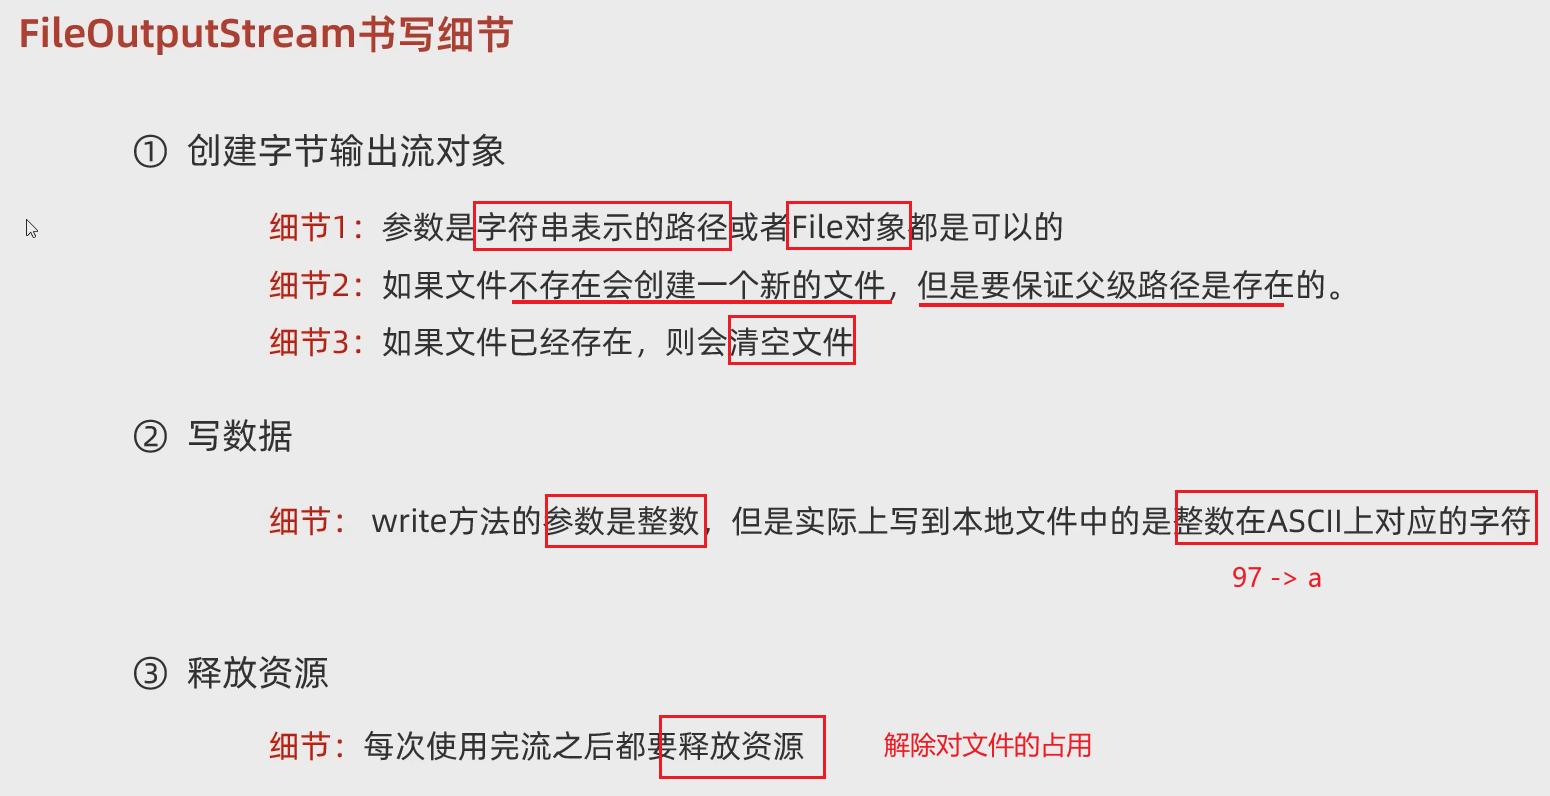 FileOutputStream书写细节
① 创建字节输出流对象
细节1：参数是字符串表示的路径或者File对象都是可以的
细节2：如果文件不存在会创建一个新的文件，但是要保证父级路径是存在的。
细节3：如果文件已经存在，则会清空文件
② 写数据
细节： write方法的参数是整数，但是实际上写到本地文件中的是整数在ASCII上对应的字符
97 -> a
③ 释放资源
细节：每次使用完流之后都要释放资源 解除对文件的占用